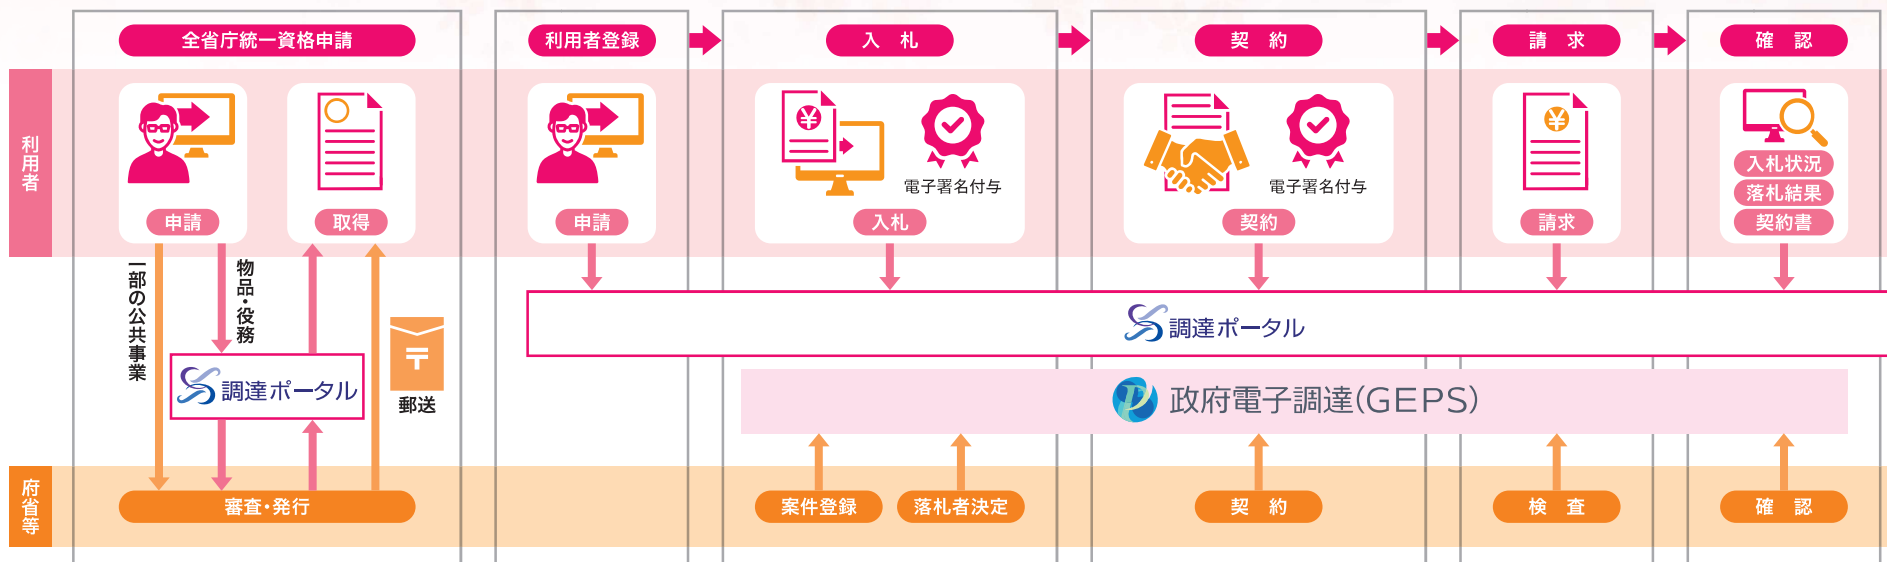 全省庁統一資格申請
利用者登録
入　札
契　約
請　求
確　認
利用者
申請
取得
申請
電子署名付与
入札
電子署名付与
契約
請求
入札状況
落札結果
契約書
一部の公共事業
物品・役務
郵送
調達ポータル
調達ポータル
政府電子調達(GEPS)
府省等
審査・発行
案件登録
落札者決定
契　約
検　査
確　認